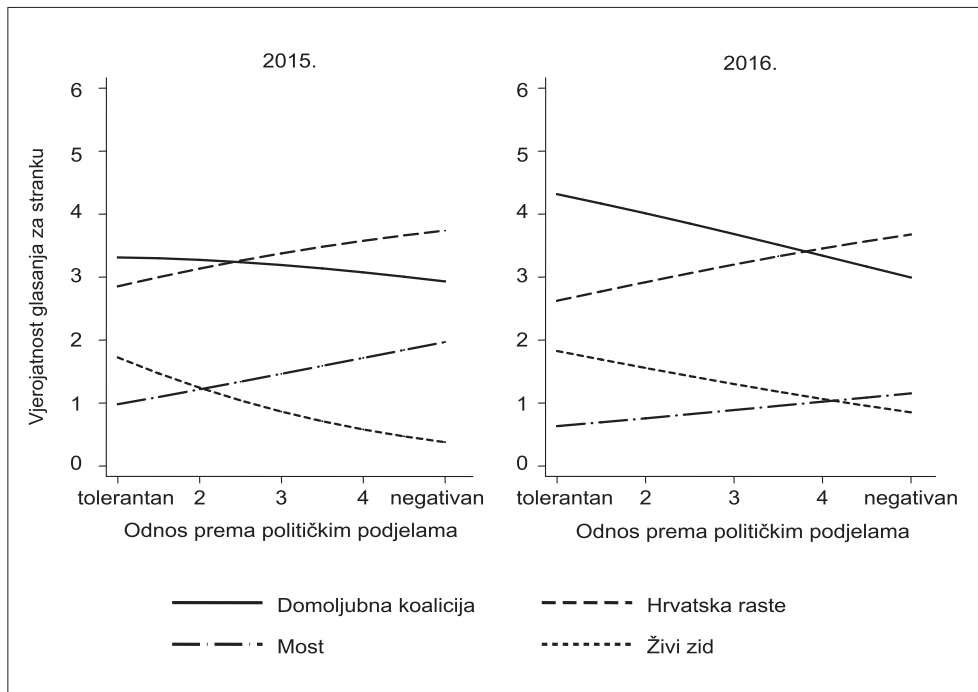 2015.
6
5
4
3
2
1
0
tolerantan 2 3 4 negativan
Odnos prema političkim podjelama
Vjerojatnost glasanja za stranku
2016.
6
5
4
3
2
1
0
tolerantan 2 3 4 negativan
Odnos prema političkim podjelama
Domoljubna koalicija
Hrvatska raste
Most
Živi zid